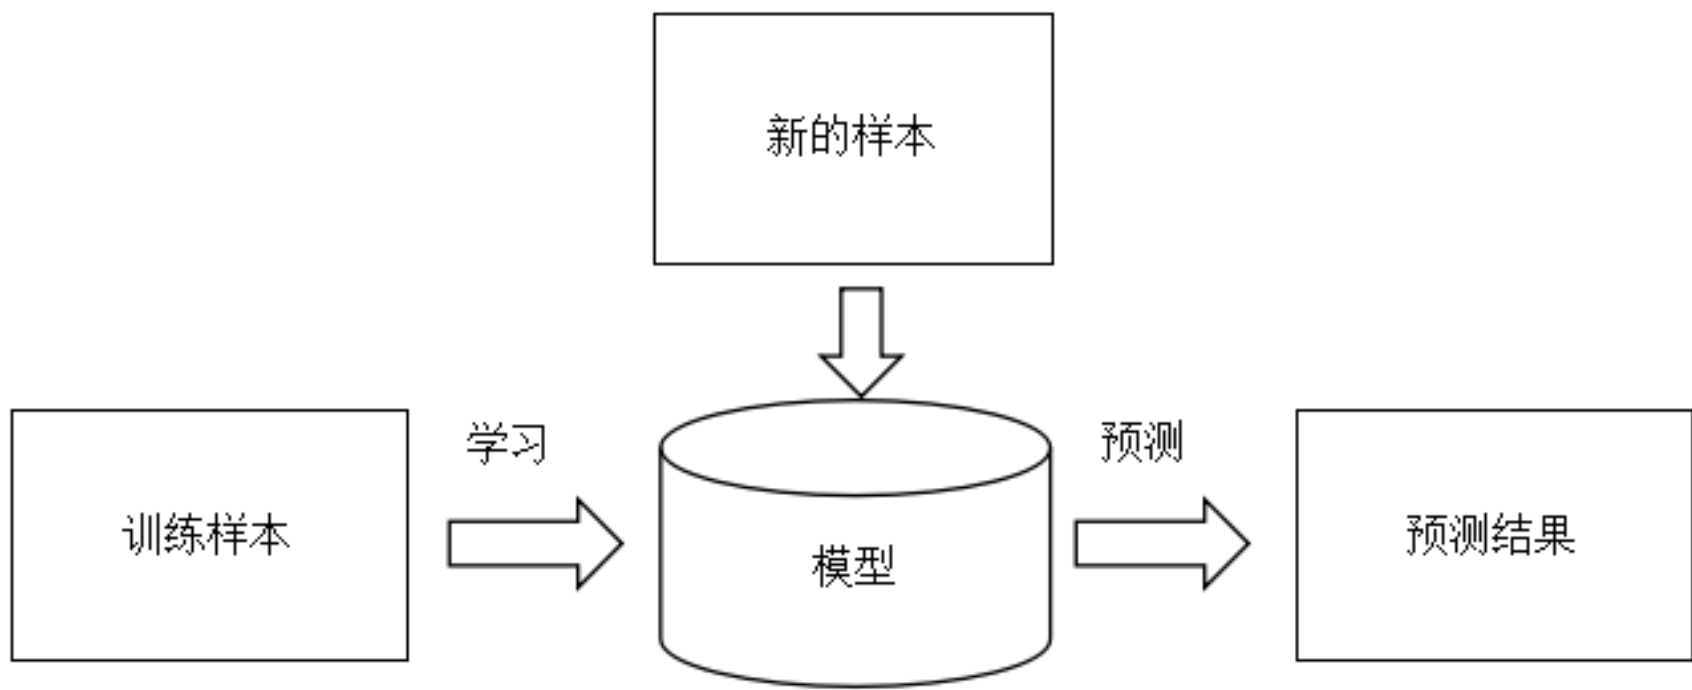 新的样本
学习
预测
训练样本
模型
预测结果